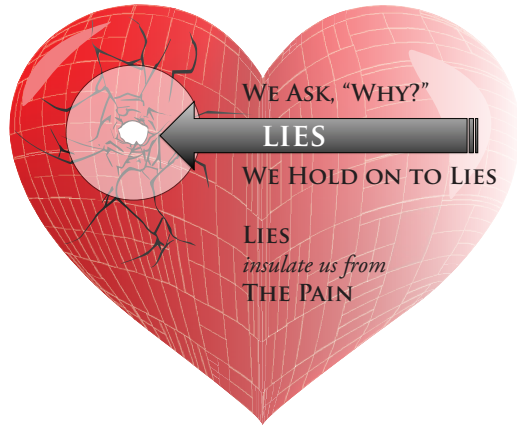 We Ask, “Why?”
LIES
We Hold on to Lies
Lies
insulate us from
The Pain